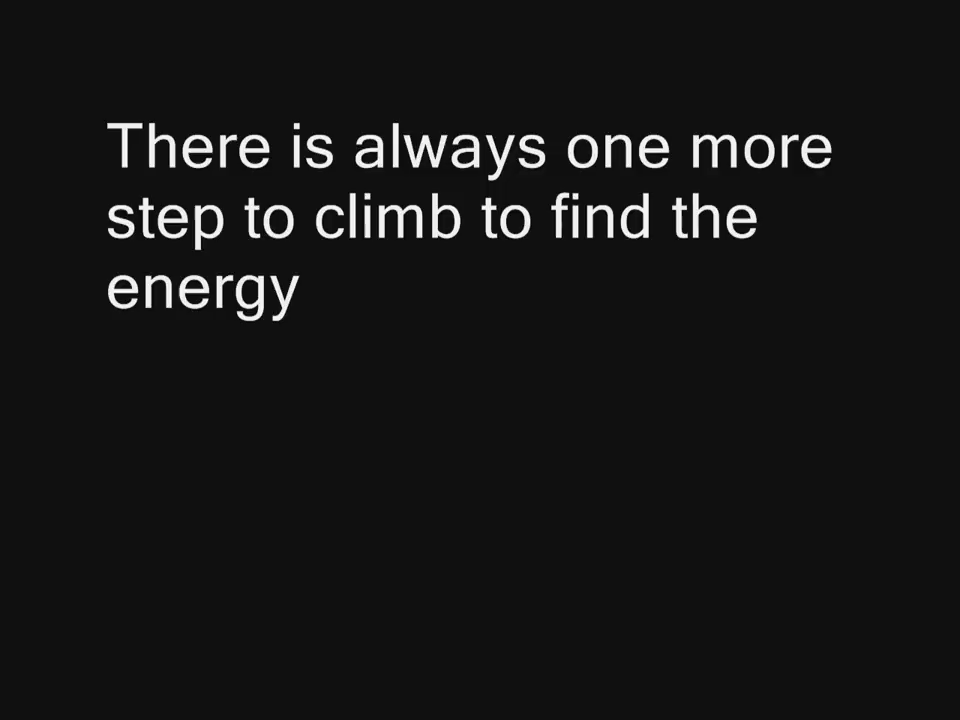 There is always one more
step to climb to find the
energy